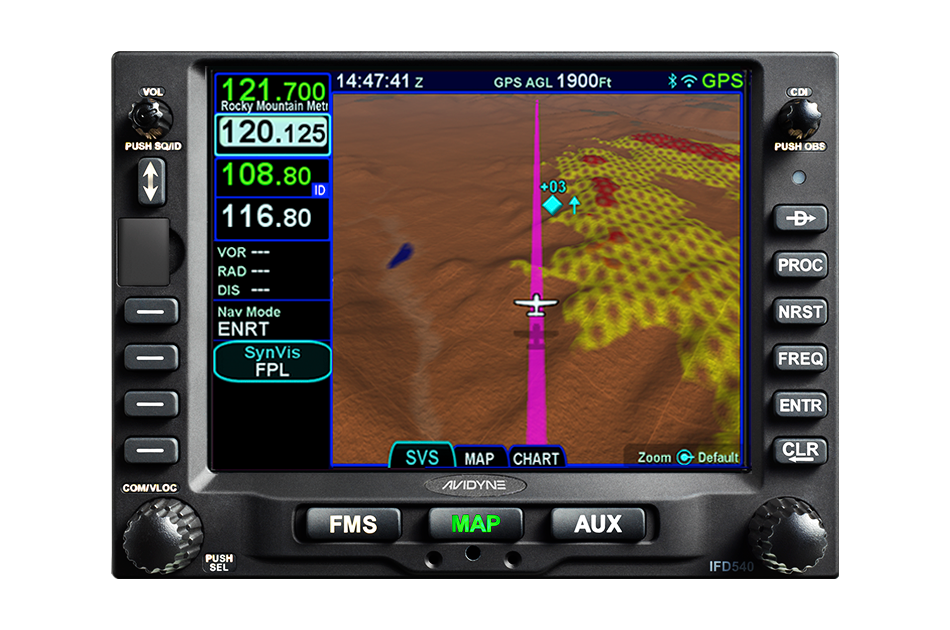 VOL
PUSH SQ/ID
121.700
Rocky Mountain Metr
120.125
108.80
ID
116.80
VOR ---
RAD ---
DIS ---
Nav Mode
ENRT
SynVis
FPL
14:47:41 Z
GPS AGL 1900Ft
GPS
+03
SVS
MAP
CHART
Zoom
Default
CDI
PUSH OBS
D
PROC
NRST
FREQ
ENTR
CLR
COM/VLOC
PUSH
SEL
AVIDYNE
FMS
MAP
AUX
IFD540